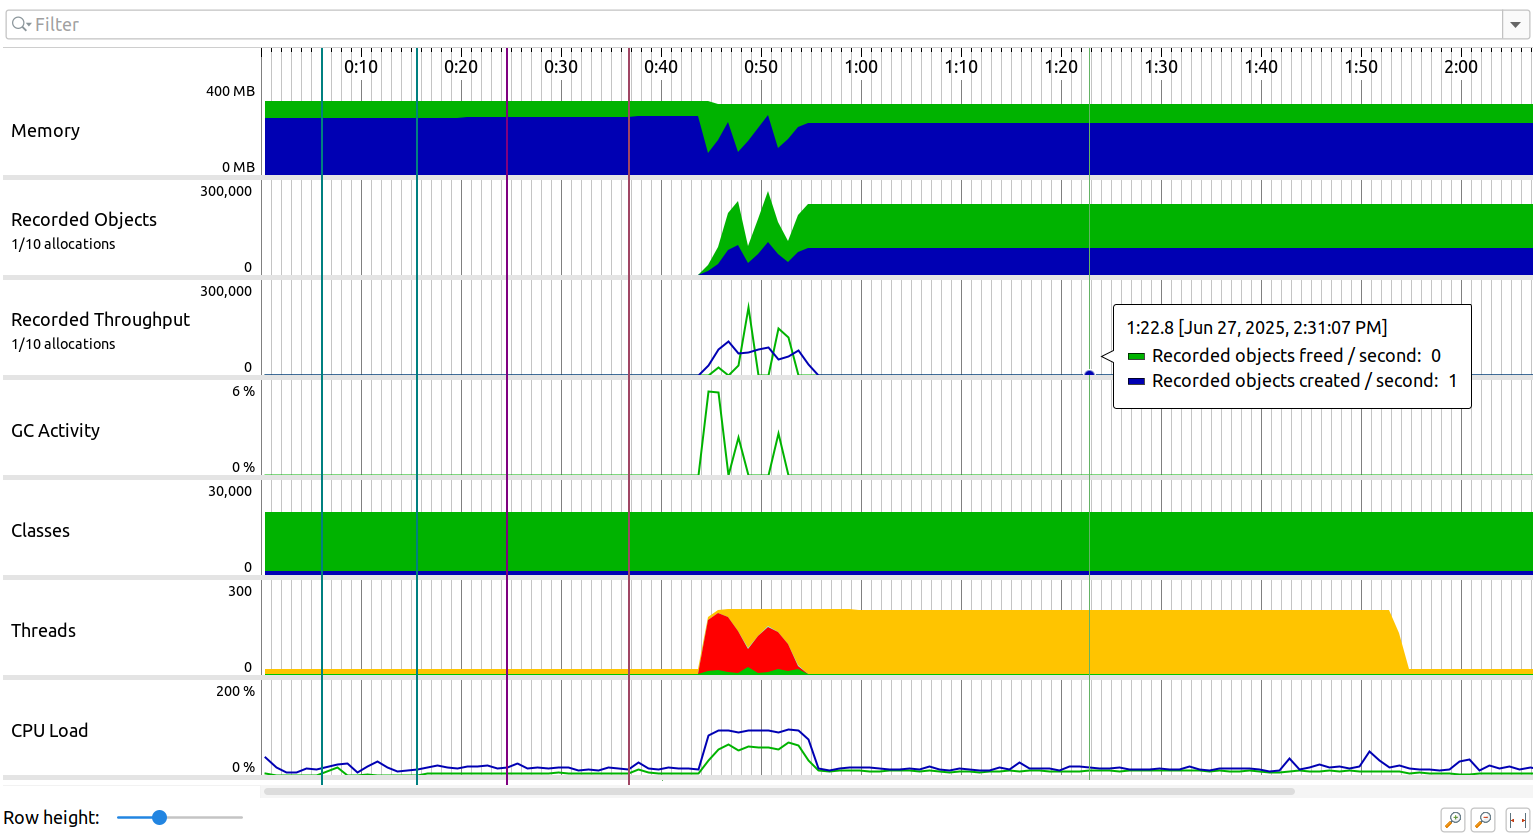 Filter
0:10 0:20 0:30 0:40 0:50 1:00 1:10 1:20 1:30 1:40 1:50 2:00
400 MB
Memory
0 MB
300,000
Recorded Objects
1/10 allocations
0
300,000
Recorded Throughput
1/10 allocations
0
1:22.8 [Jun 27, 2025, 2:31:07 PM]
Recorded objects freed / second: 0
Recorded objects created / second: 1
6 %
GC Activity
0 %
30,000
Classes
0
300
Threads
0
200 %
CPU Load
0 %
Row height: